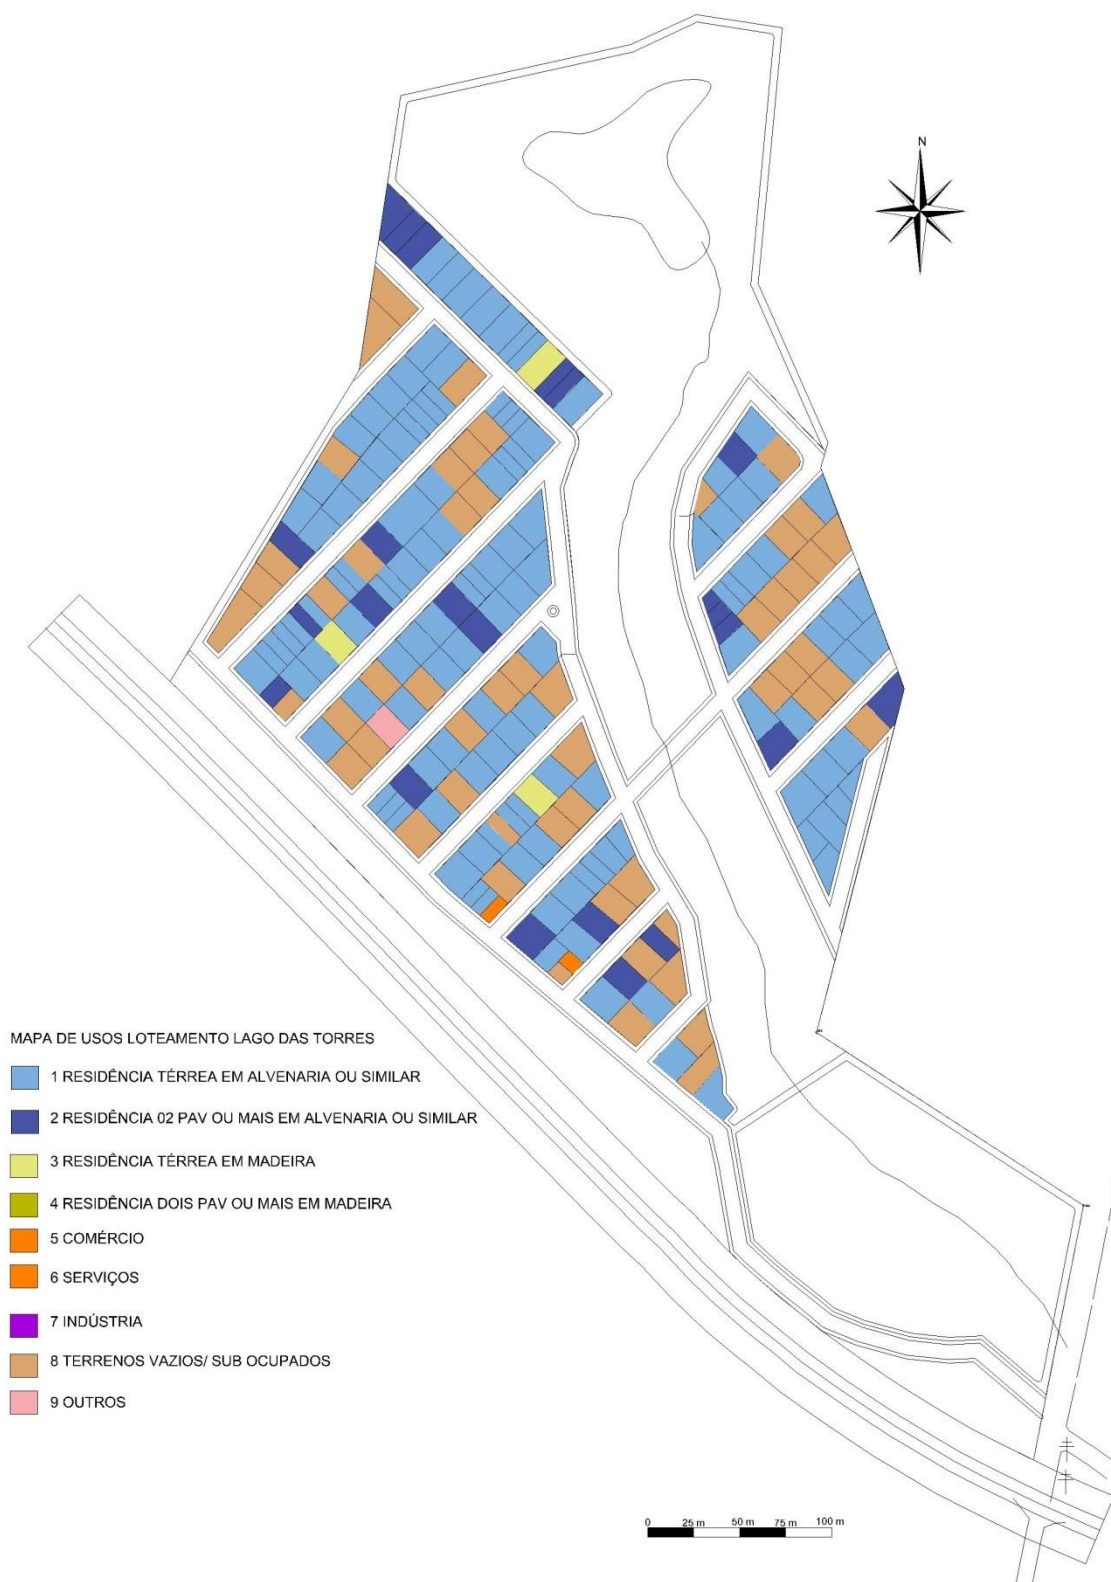 N
MAPA DE USOS LOTEAMENTO LAGO DAS TORRES
1 RESIDÊNCIA TÉRREA EM ALVENARIA OU SIMILAR
2 RESIDÊNCIA 02 PAV OU MAIS EM ALVENARIA OU SIMILAR
3 RESIDÊNCIA TÉRREA EM MADEIRA
4 RESIDÊNCIA DOIS PAV OU MAIS EM MADEIRA
5 COMÉRCIO
6 SERVIÇOS
7 INDÚSTRIA
8 TERRENOS VAZIOS/ SUB OCUPADOS
9 OUTROS
0 25 m 50 m 75 m 100 m